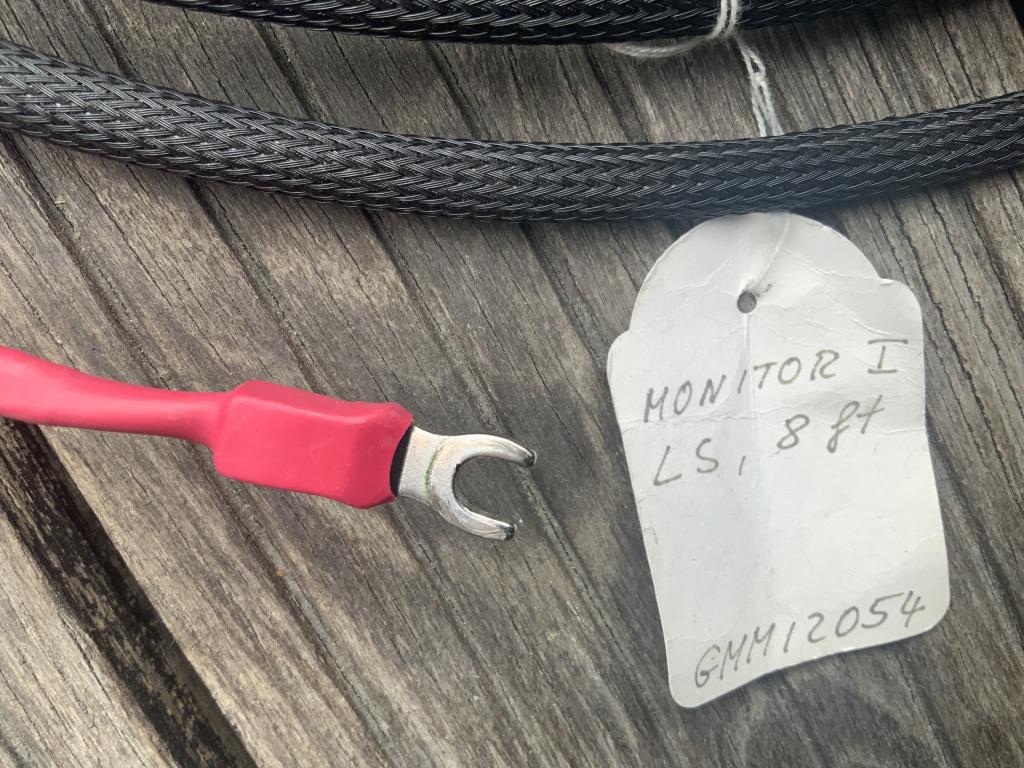 MONITOR I
LS, 8 ft
GMM12054